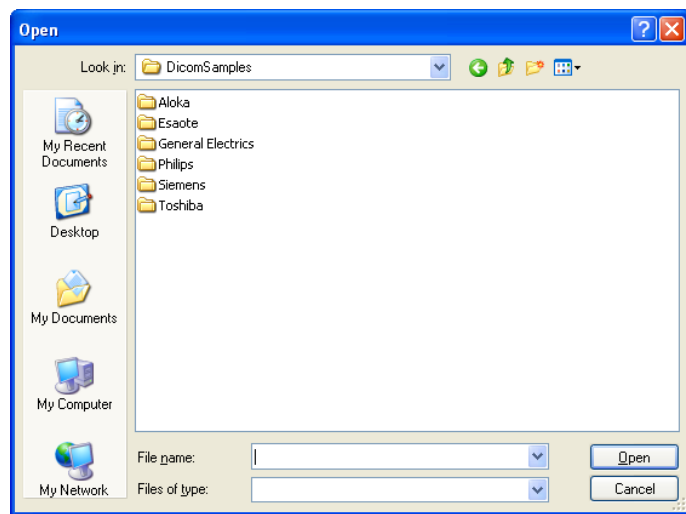 Open
Look in: DicomSamples
Aloka
Esaote
General Electrics
Philips
Siemens
Toshiba
My Recent
Documents
Desktop
My Documents
My Computer
My Network
File name:
Open
Files of type:
Cancel